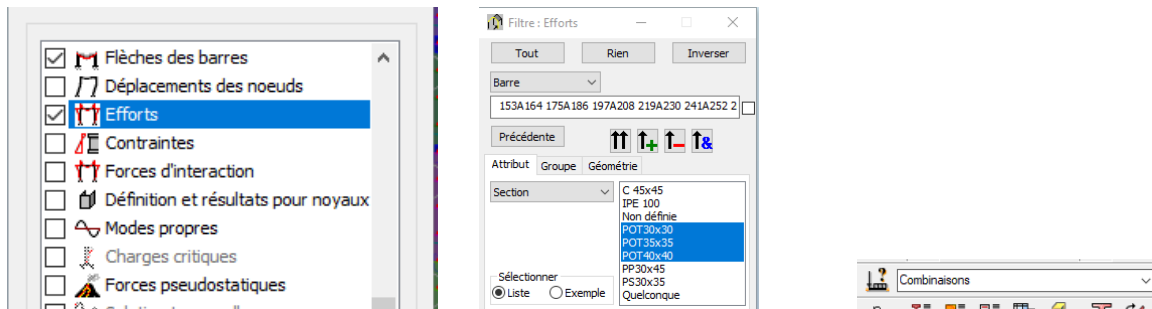 Flèches des barres
Déplacements des noeuds
Efforts
Contraintes
Forces d'interaction
Définition et résultats pour noyaux
Modes propres
Charges critiques
Forces pseudostatiques
Filtre : Efforts
Tout Rien Inverser
Barre
153A164 175A186 197A208 219A230 241A252 2
Précédente
&
Attribut Groupe Géométrie
Section
C 45x45
IPE 100
Non définie
POT30x30
POT35x35
POT40x40
PP30x45
PS30x35
Quelconque
Sélectionner
Liste Exemple
Combinaisons